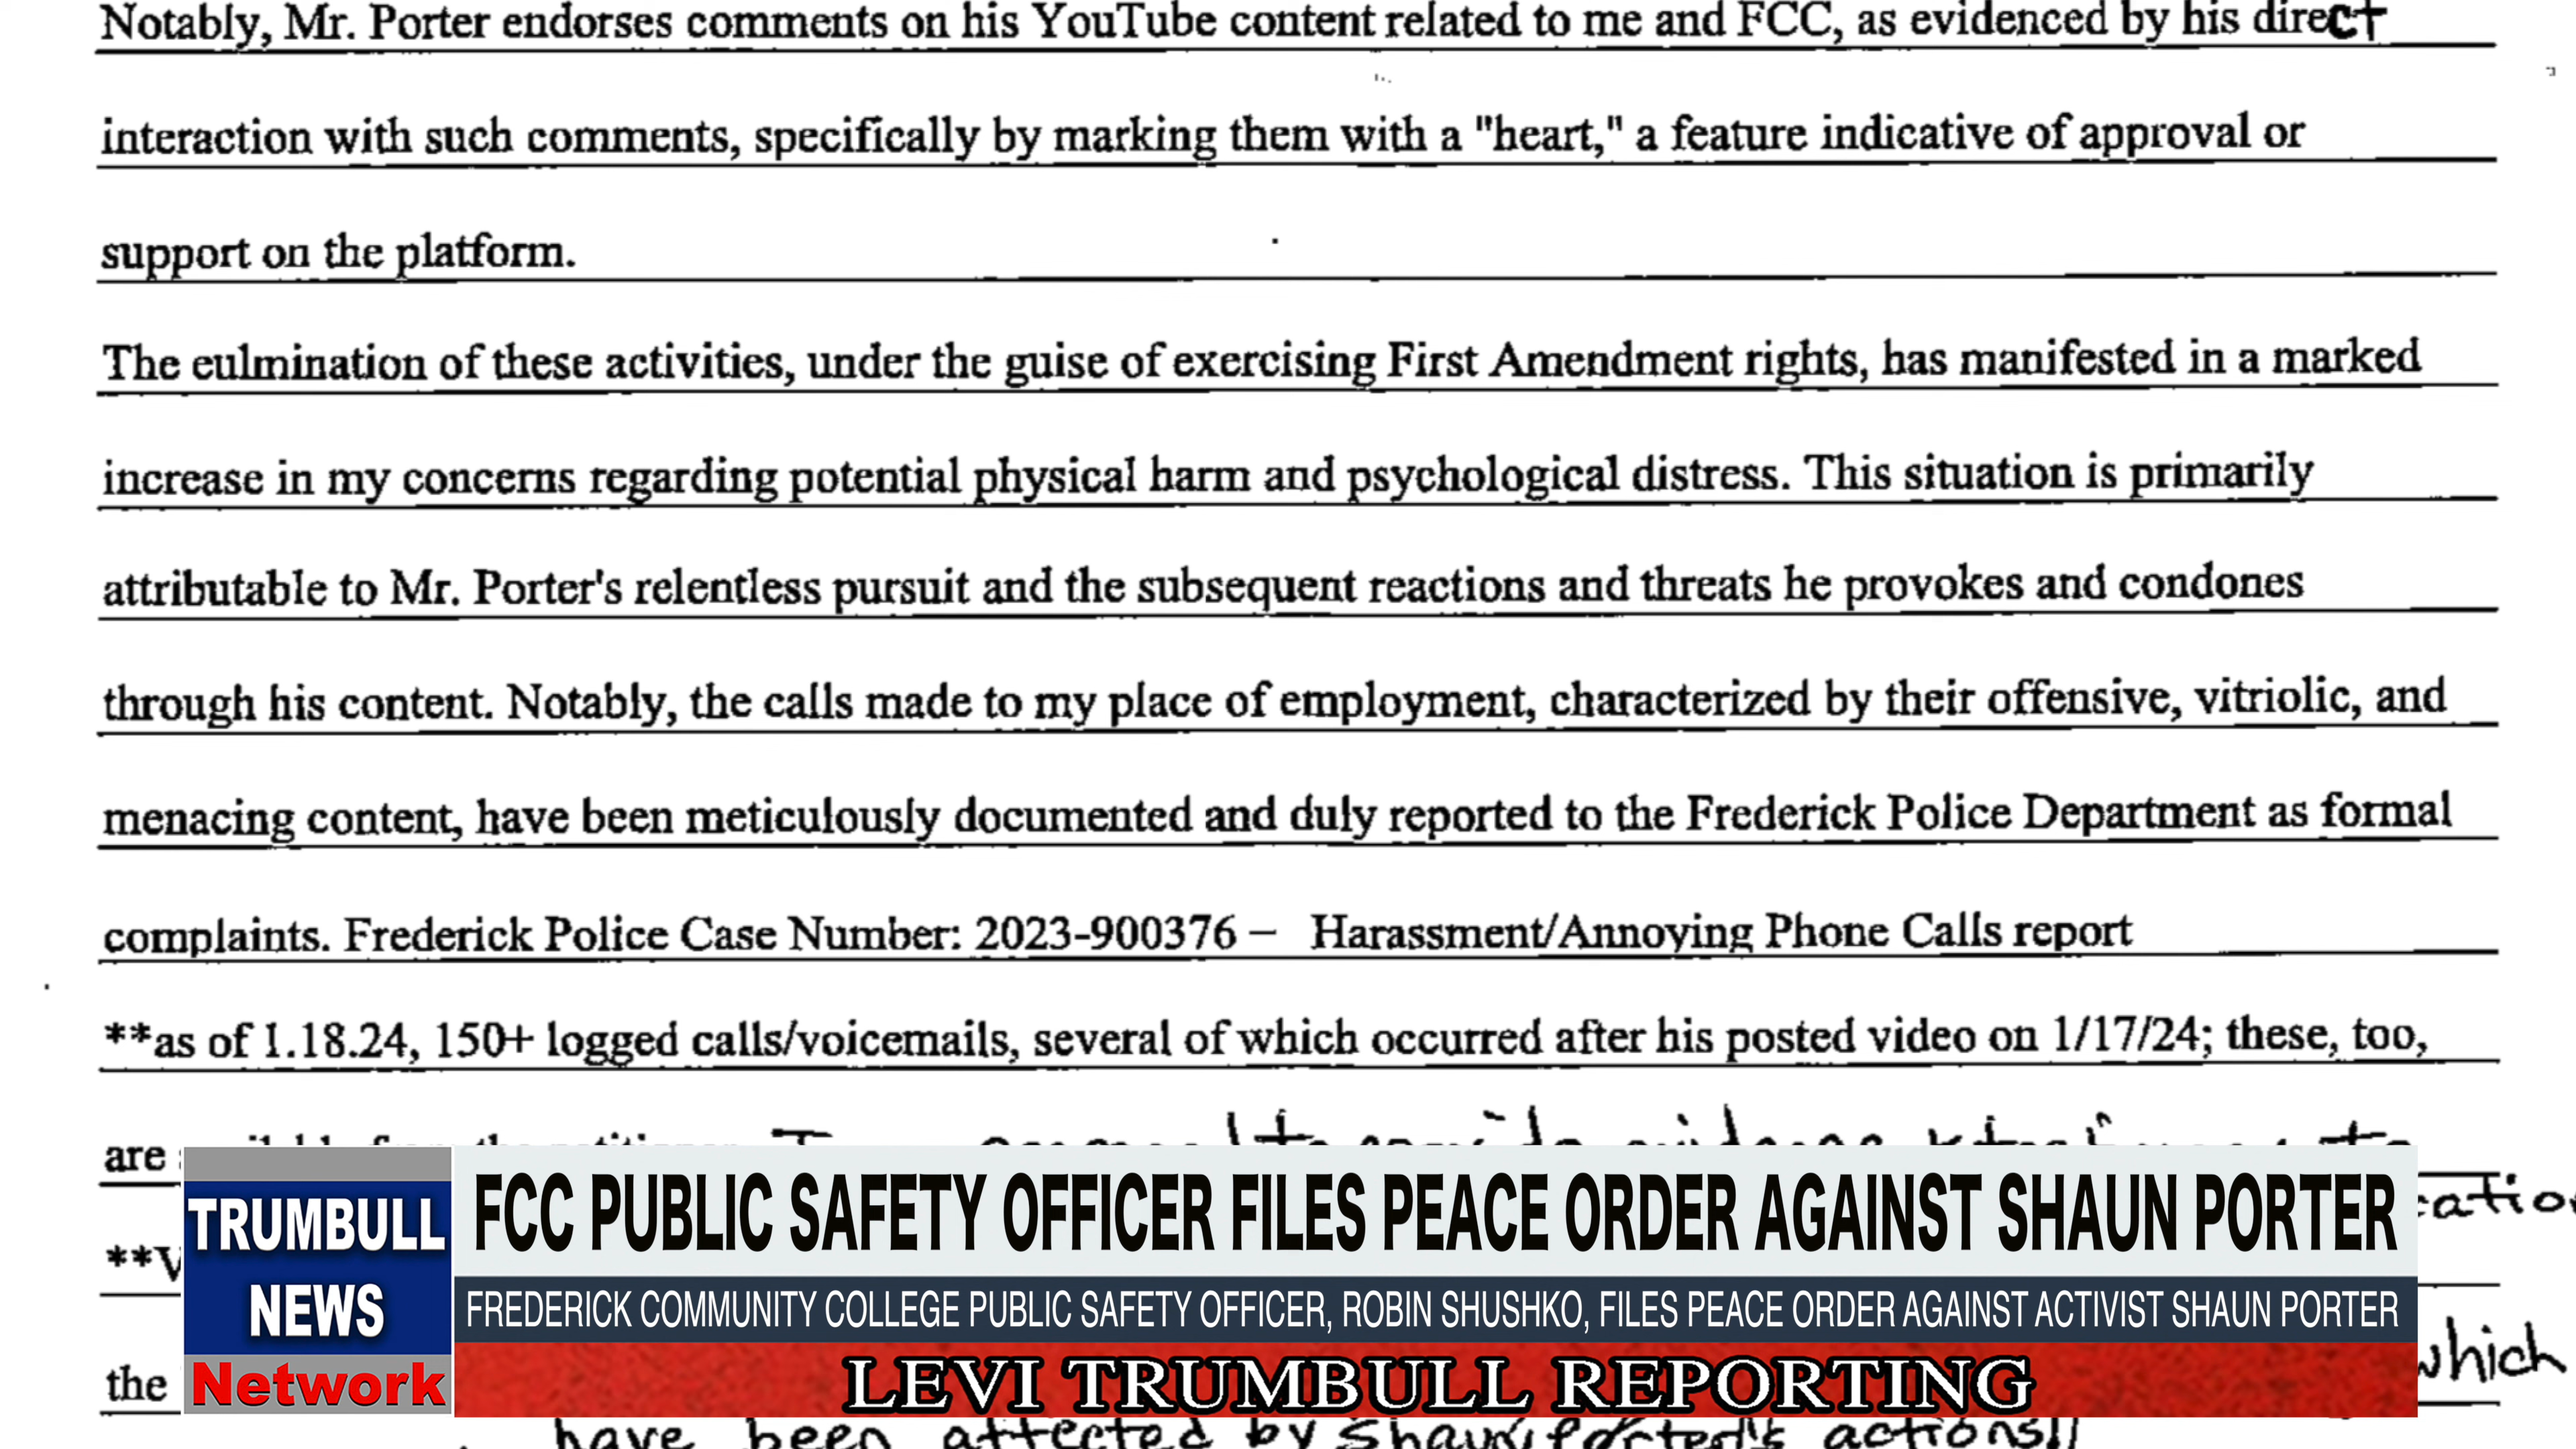 Notably, Mr. Porter endorses comments on his YouTube content related to me and FCC, as evidenced by his direct
interaction with such comments, specifically by marking them with a "heart," a feature indicative of approval or
support on the platform.
The eulmination of these activities, under the guise of exercising First Amendment rights, has manifested in a marked
increase in my concerns regarding potential physical harm and psychological distress. This situation is primarily
attributable to Mr. Porter's relentless pursuit and the subsequent reactions and threats he provokes and condones
through his content. Notably, the calls made to my place of employment, characterized by their offensive, vitriolic, and
menacing content, have been meticulously documented and duly reported to the Frederick Police Department as formal
complaints. Frederick Police Case Number: 2023-900376 – Harassment/Annoying Phone Calls report
**as of 1.18.24, 150+ logged calls/voicemails, several of which occurred after his posted video on 1/17/24; these, too,
are
**V
the
which
have been affected by Shaun Porter's actions!!
TRUMBULL
NEWS
Network
FCC PUBLIC SAFETY OFFICER FILES PEACE ORDER AGAINST SHAUN PORTER
FREDERICK COMMUNITY COLLEGE PUBLIC SAFETY OFFICER, ROBIN SHUSHKO, FILES PEACE ORDER AGAINST ACTIVIST SHAUN PORTER
LEVI TRUMBULL REPORTING